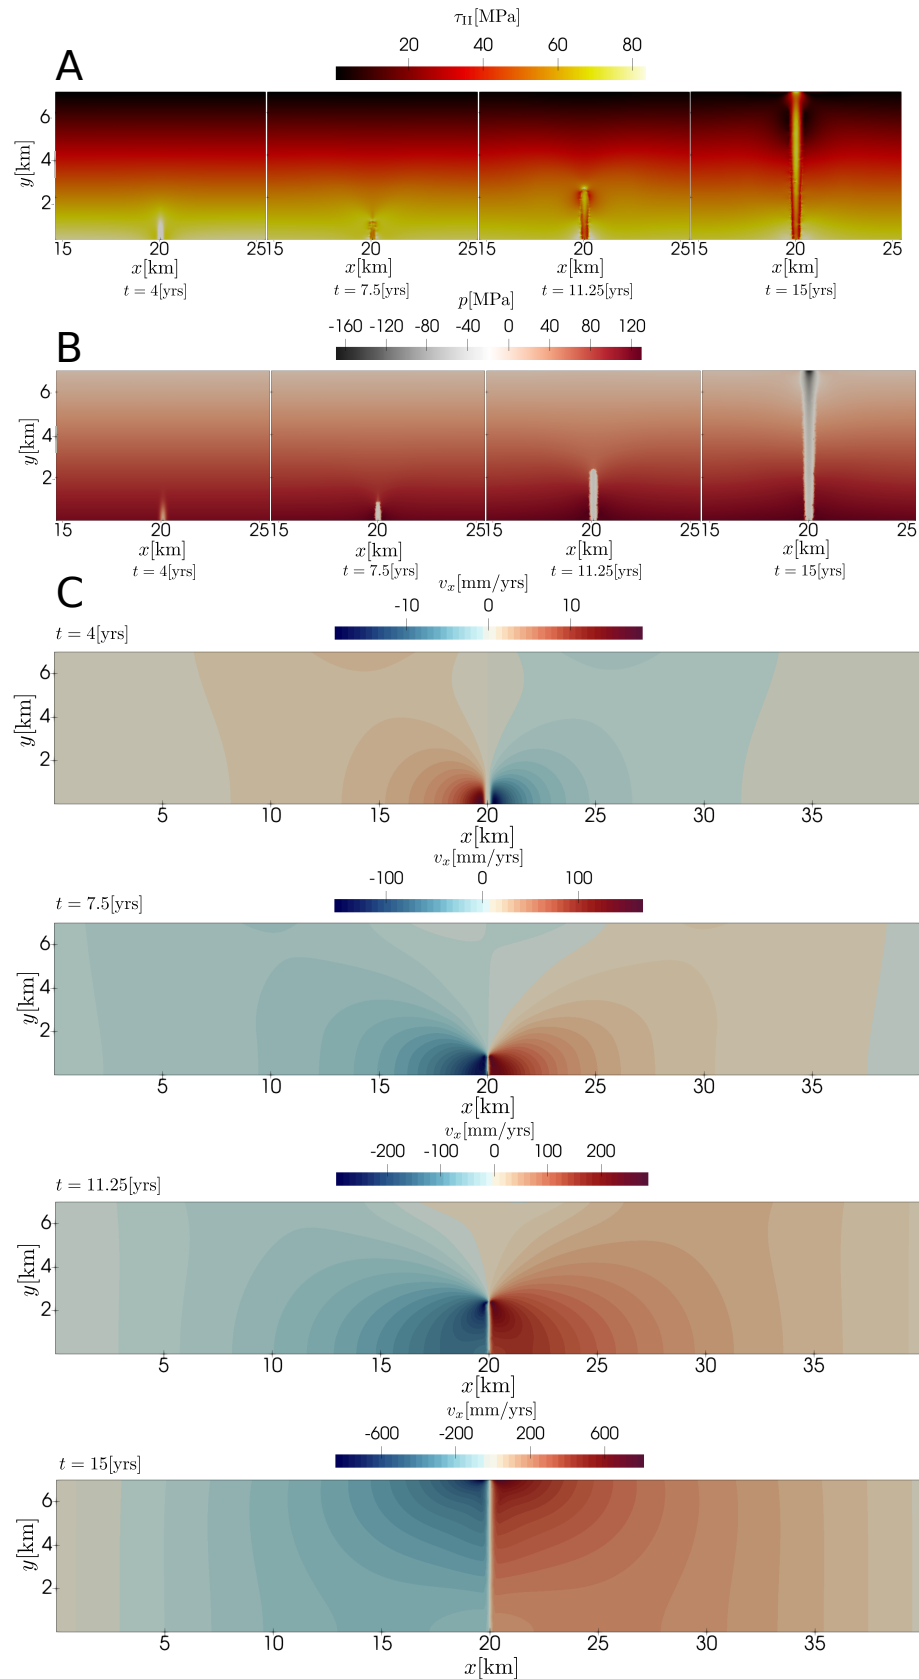 τII[MPa]
20 40 60 80
A
y[km]
6
4
2
15 20 2515 20 2515 20 2515 20 25
x[km] x[km] x[km] x[km]
t = 4[yrs] t = 7.5[yrs] t = 11.25[yrs] t = 15[yrs]
p[MPa]
-160 -120 -80 -40 0 40 80 120
B
y[km]
6
4
2
15 20 2515 20 2515 20 2515 20 25
x[km] x[km] x[km] x[km]
t = 4[yrs] t = 7.5[yrs] t = 11.25[yrs] t = 15[yrs]
C
vx[mm/yrs]
-10 0 10
t = 4[yrs]
y[km]
6
4
2
5 10 15 20 25 30 35
x[km]
vx[mm/yrs]
-100 0 100
t = 7.5[yrs]
y[km]
6
4
2
5 10 15 20 25 30 35
x[km]
vx[mm/yrs]
-200 -100 0 100 200
t = 11.25[yrs]
y[km]
6
4
2
5 10 15 20 25 30 35
x[km]
vx[mm/yrs]
-600 -200 0 200 600
t = 15[yrs]
y[km]
6
4
2
5 10 15 20 25 30 35
x[km]